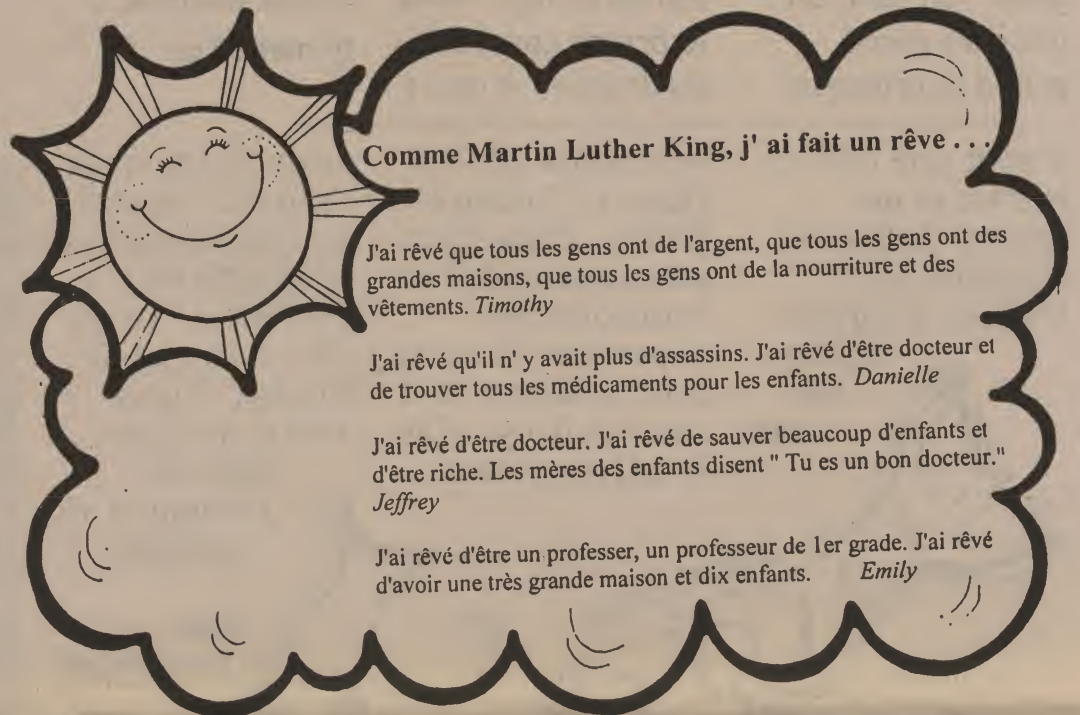 Comme Martin Luther King, j' ai fait un rêve . . .
J'ai rêvé que tous les gens ont de l'argent, que tous les gens ont des
grandes maisons, que tous les gens ont de la nourriture et des
vêtements. Timothy
J'ai rêvé qu'il n' y avait plus d'assassins. J'ai rêvé d'être docteur et
de trouver tous les médicaments pour les enfants. Danielle
J'ai rêvé d'être docteur. J'ai rêvé de sauver beaucoup d'enfants et
d'être riche. Les mères des enfants disent " Tu es un bon docteur."
Jeffrey
J'ai rêvé d'être un professer, un professeur de 1er grade. J'ai rêvé
d'avoir une très grande maison et dix enfants. Emily